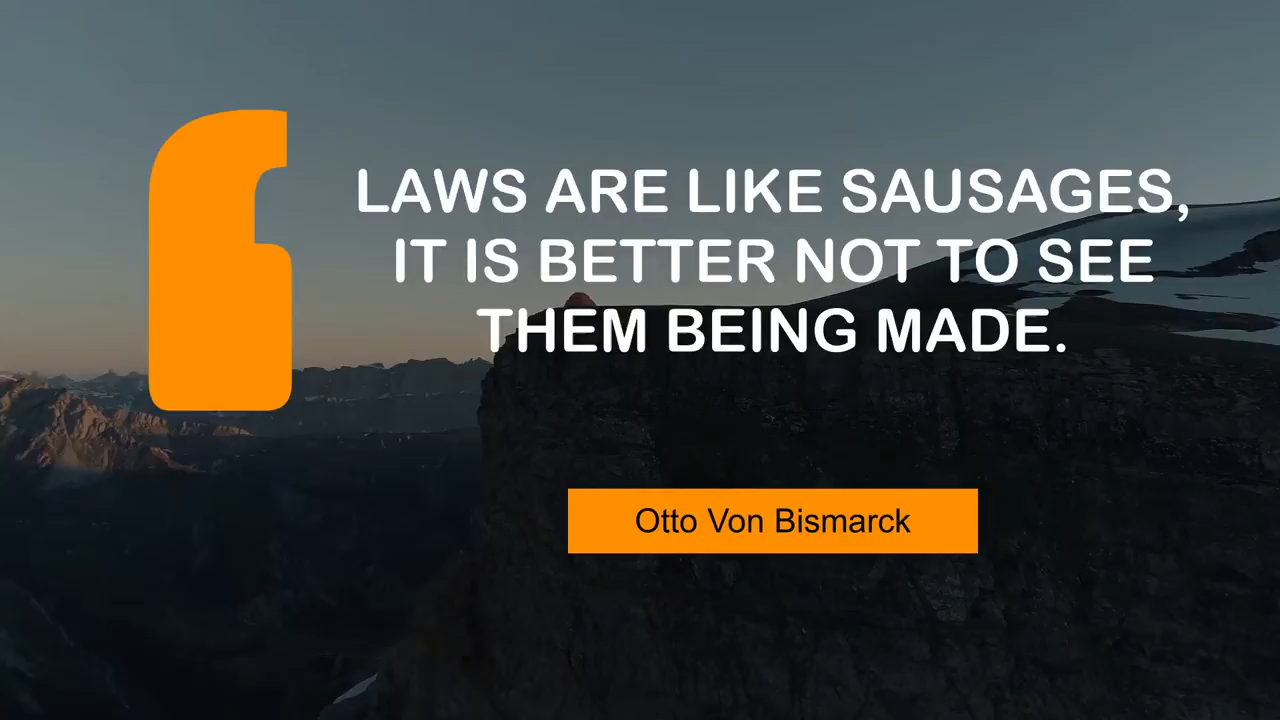 LAWS ARE LIKE SAUSAGES,
IT IS BETTER NOT TO SEE
THEM BEING MADE.
Otto Von Bismarck